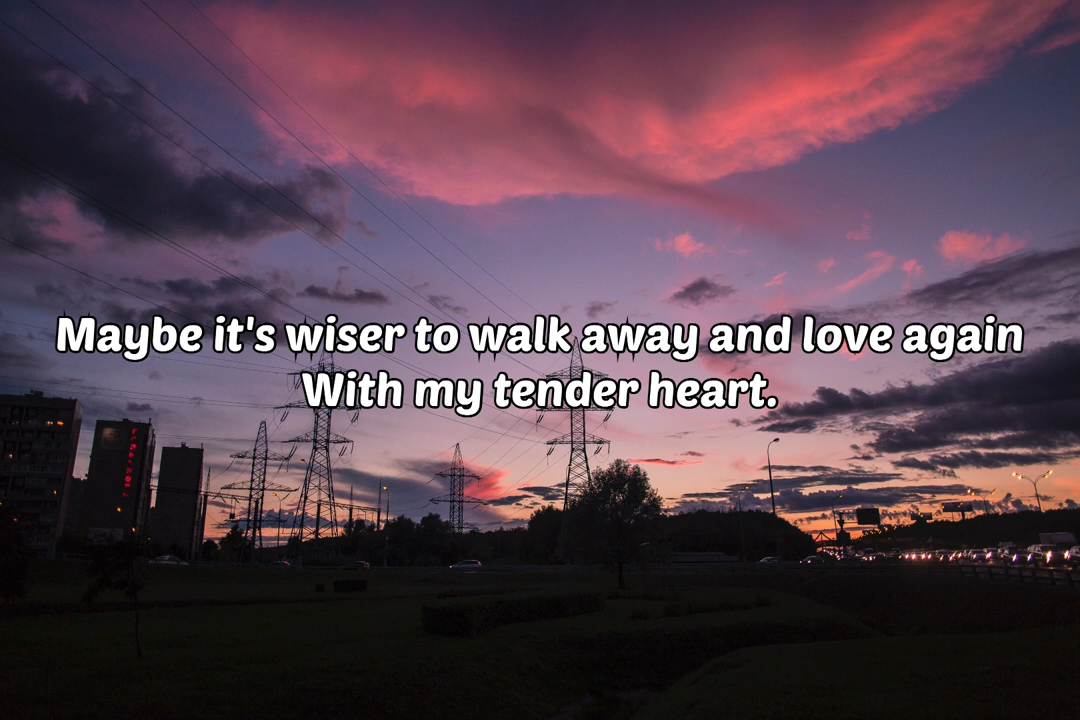 Maybe it's wiser to walk away and love again
With my tender heart.